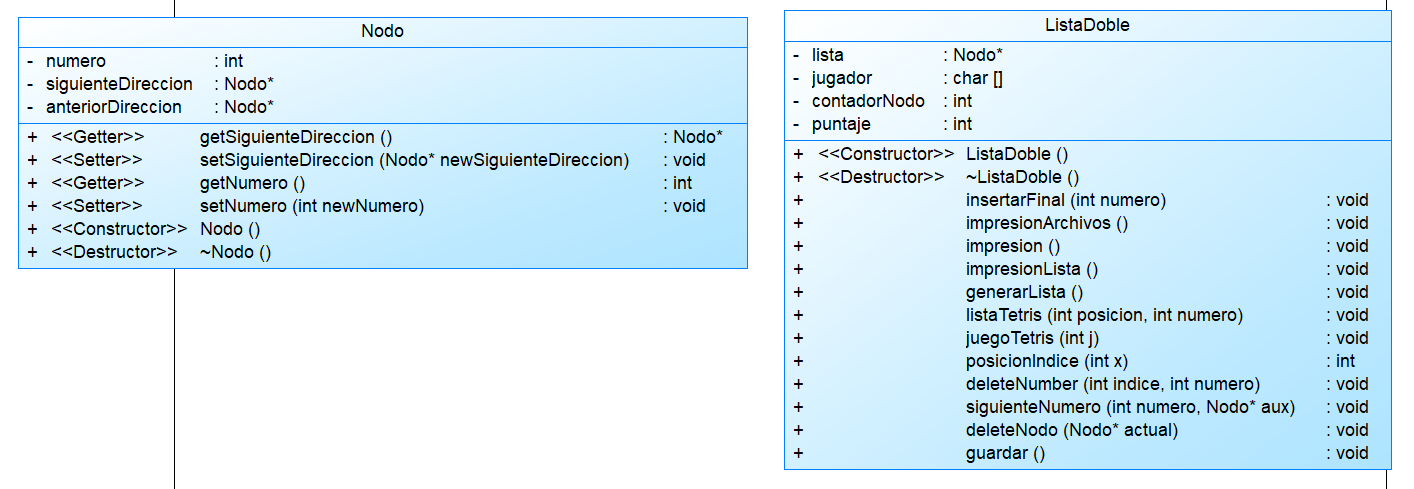 Nodo
- numero : int
- siguienteDireccion : Nodo*
- anteriorDireccion : Nodo*
+ <<Getter>> getSiguienteDireccion () : Nodo*
+ <<Setter>> setSiguienteDireccion (Nodo* newSiguienteDireccion) : void
+ <<Getter>> getNumero () : int
+ <<Setter>> setNumero (int newNumero) : void
+ <<Constructor>> Nodo ()
+ <<Destructor>> ~Nodo ()
ListaDoble
- lista : Nodo*
- jugador : char []
- contadorNodo : int
- puntaje : int
+ <<Constructor>> ListaDoble ()
+ <<Destructor>> ~ListaDoble ()
+ insertarFinal (int numero) : void
+ impresionArchivos () : void
+ impresion () : void
+ impresionLista () : void
+ generarLista () : void
+ listaTetris (int posicion, int numero) : void
+ juegoTetris (int j) : void
+ posicionIndice (int x) : int
+ deleteNumber (int indice, int numero) : void
+ siguienteNumero (int numero, Nodo* aux) : void
+ deleteNodo (Nodo* actual) : void
+ guardar () : void